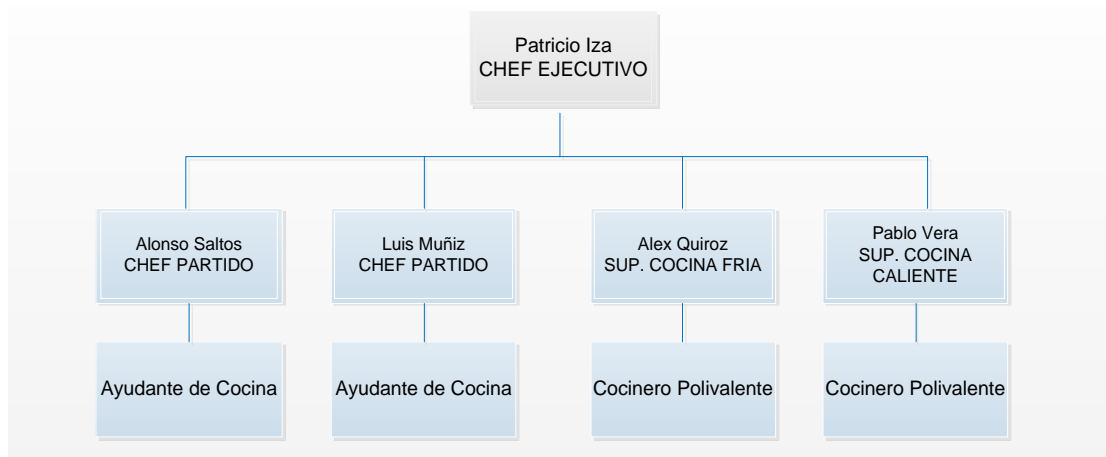 Patricio Iza
CHEF EJECUTIVO
Alonso Saltos
CHEF PARTIDO
Luis Muñiz
CHEF PARTIDO
Alex Quiroz
SUP. COCINA FRIA
Pablo Vera
SUP. COCINA
CALIENTE
Ayudante de Cocina
Ayudante de Cocina
Cocinero Polivalente
Cocinero Polivalente